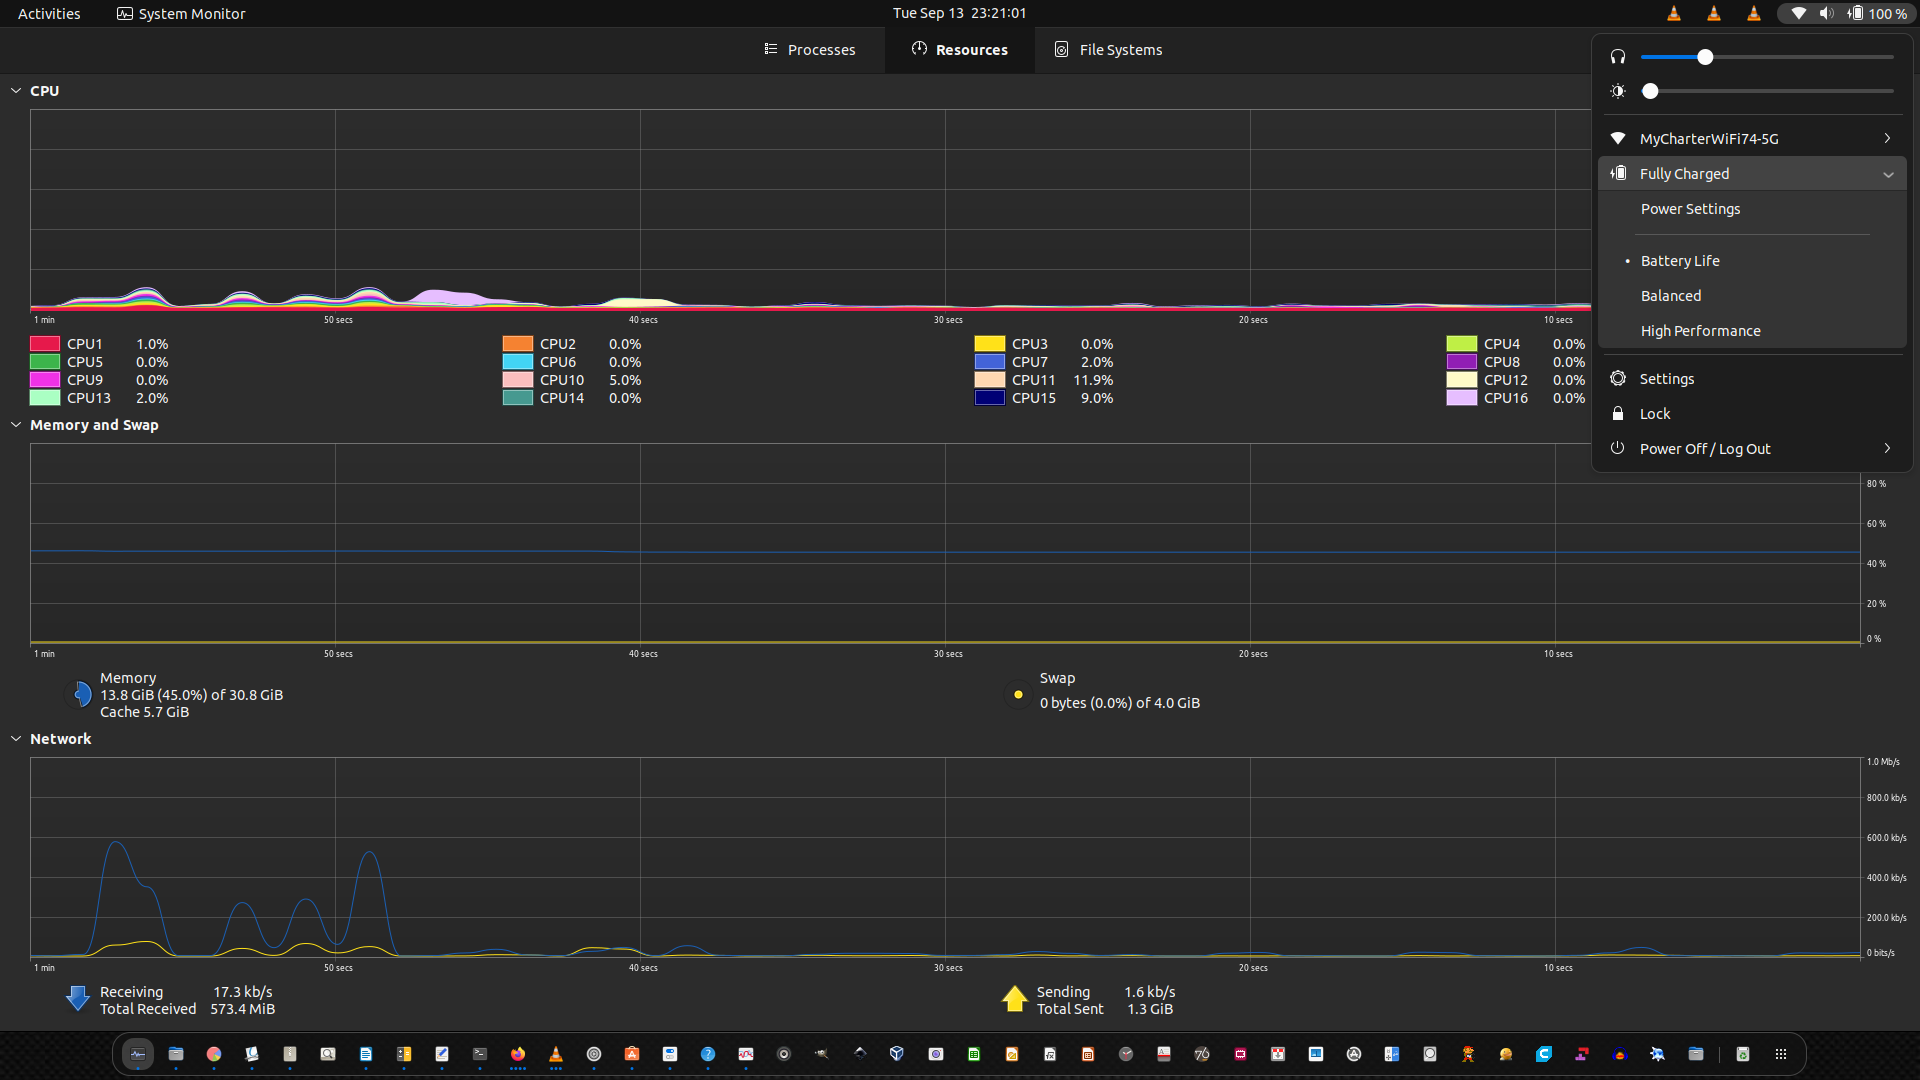 Activities
System Monitor
Tue Sep 13  23:21:01
100 %
Processes
Resources
File Systems
CPU
1 min
50 secs
40 secs
30 secs
20 secs
10 secs
CPU1 1.0%
CPU2 0.0%
CPU3 0.0%
CPU4 0.0%
CPU5 0.0%
CPU6 0.0%
CPU7 2.0%
CPU8 0.0%
CPU9 0.0%
CPU10 5.0%
CPU11 11.9%
CPU12 0.0%
CPU13 2.0%
CPU14 0.0%
CPU15 9.0%
CPU16 0.0%
MyCharterWiFi74-5G
Fully Charged
Power Settings
Battery Life
Balanced
High Performance
Settings
Lock
Power Off / Log Out
Memory and Swap
80 %
60 %
40 %
20 %
0 %
1 min
50 secs
40 secs
30 secs
20 secs
10 secs
Memory
13.8 GiB (45.0%) of 30.8 GiB
Cache 5.7 GiB
Swap
0 bytes (0.0%) of 4.0 GiB
Network
1.0 Mb/s
800.0 kb/s
600.0 kb/s
400.0 kb/s
200.0 kb/s
0 bits/s
1 min
50 secs
40 secs
30 secs
20 secs
10 secs
Receiving 17.3 kb/s
Total Received 573.4 MiB
Sending 1.6 kb/s
Total Sent 1.3 GiB